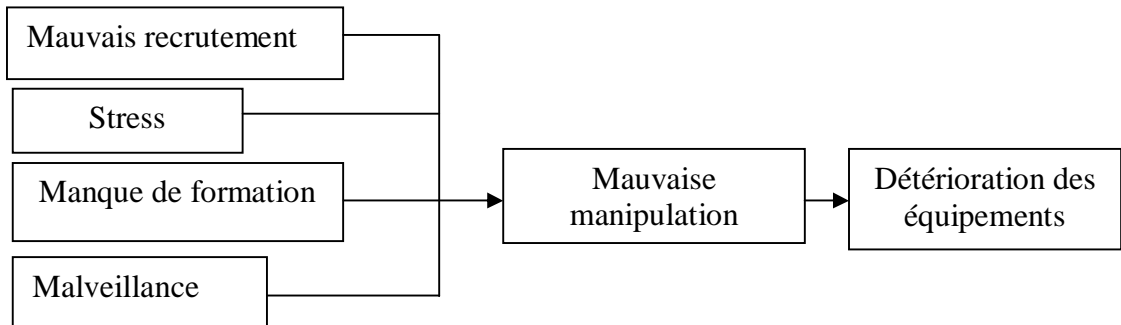 Mauvais recrutement
Stress
Manque de formation
Malveillance
Mauvaise
manipulation
Détérioration des
équipements